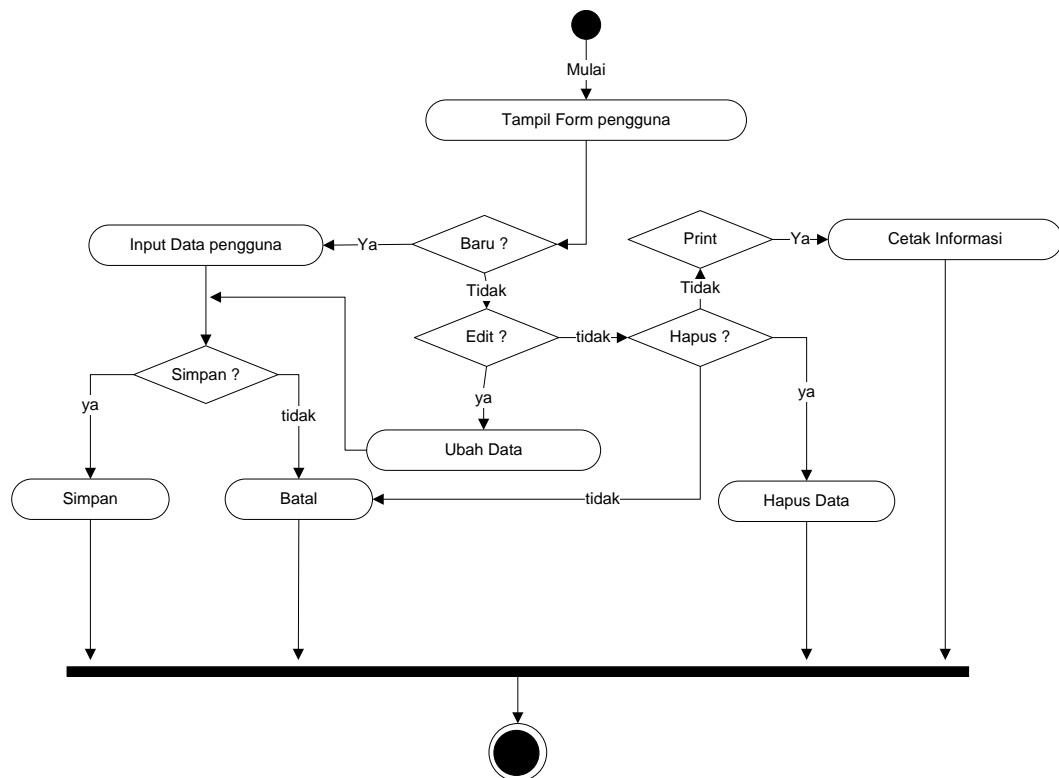 Mulai
Tampil Form pengguna
Input Data pengguna
Ya
Baru ?
Print
Ya
Cetak Informasi
Tidak
Tidak
Edit ?
tidak
Hapus ?
Simpan ?
ya
tidak
ya
ya
Ubah Data
Simpan
Batal
tidak
Hapus Data